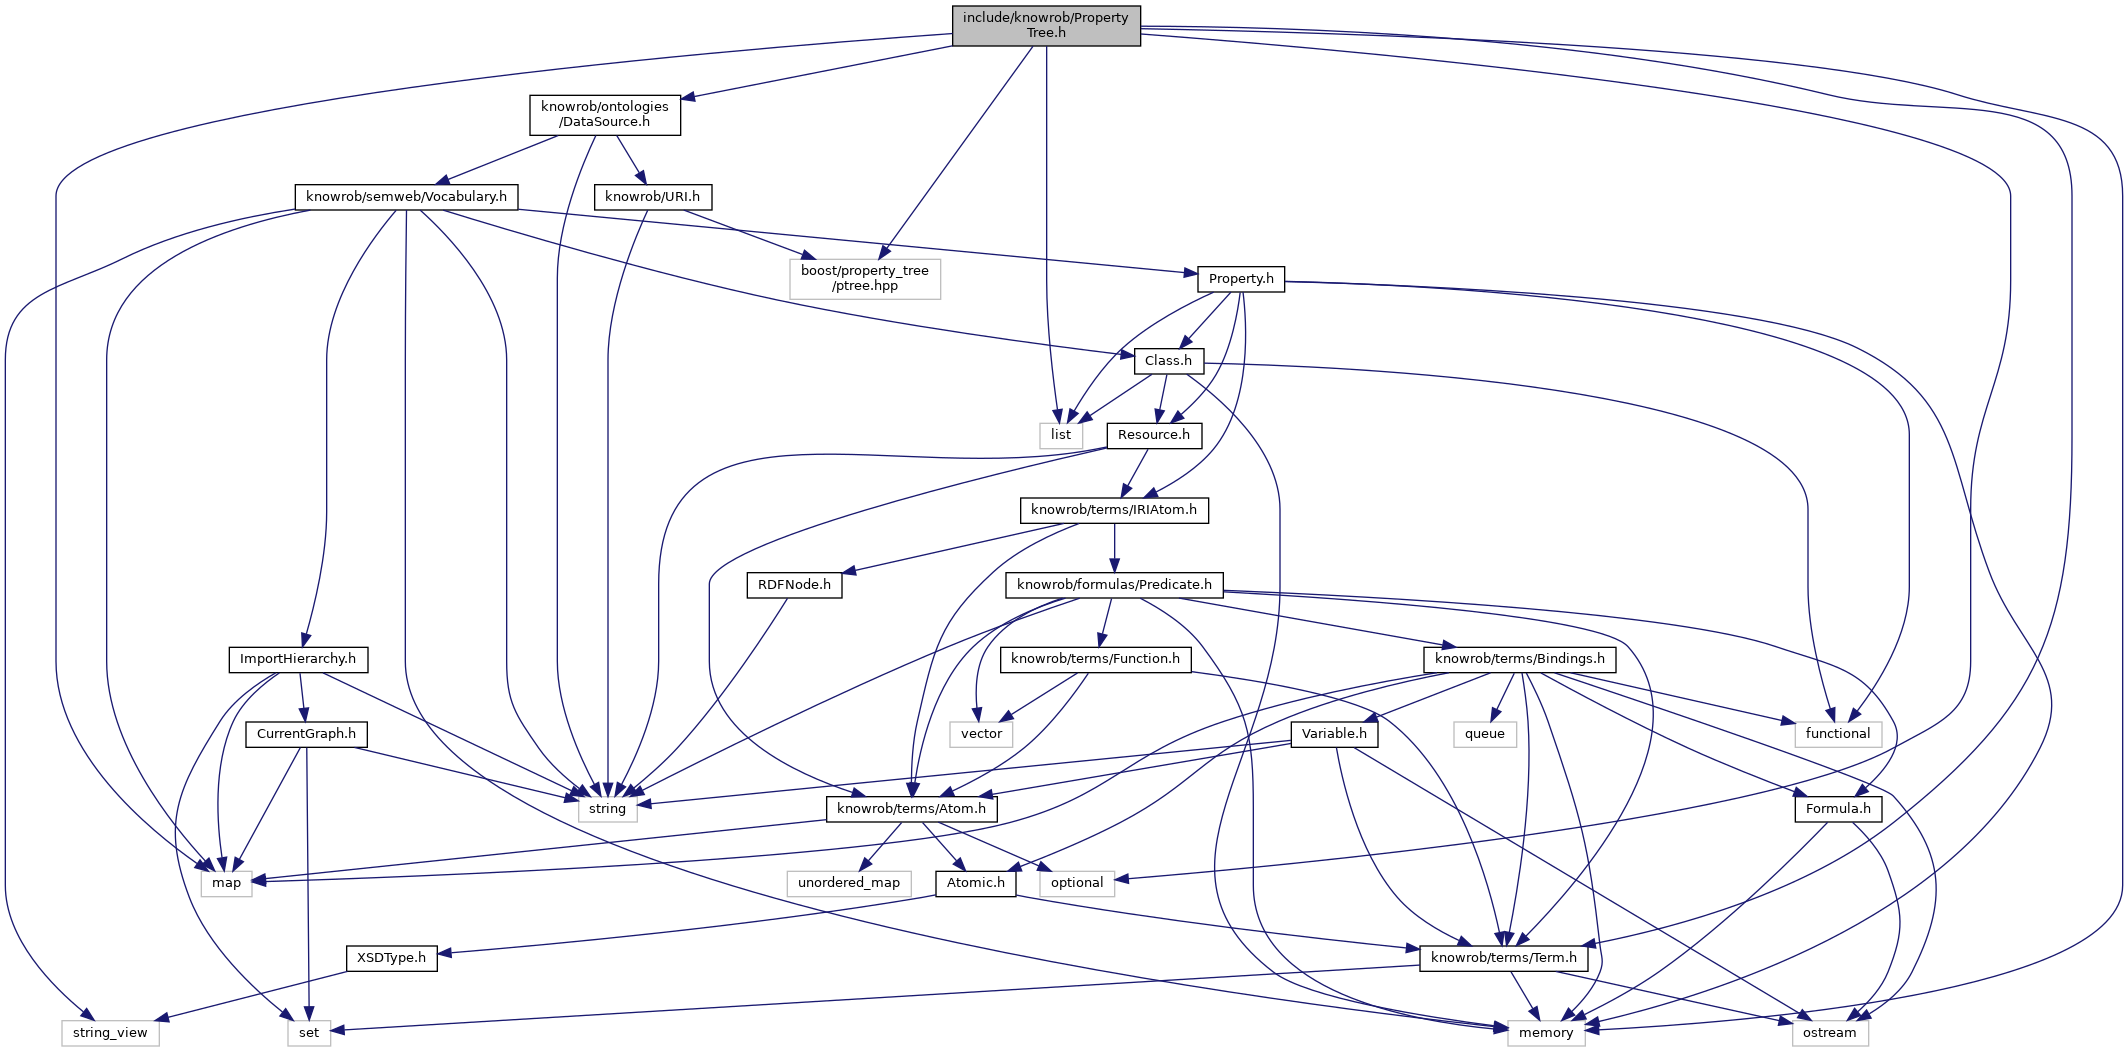 include/knowrob/Property
Tree.h
knowrob/ontologies
/DataSource.h
knowrob/semweb/Vocabulary.h
knowrob/URI.h
boost/property_tree
/ptree.hpp
Property.h
Class.h
list
Resource.h
knowrob/terms/IRIAtom.h
RDFNode.h
knowrob/formulas/Predicate.h
ImportHierarchy.h
knowrob/terms/Function.h
knowrob/terms/Bindings.h
CurrentGraph.h
vector
Variable.h
queue
functional
string
knowrob/terms/Atom.h
Formula.h
map
unordered_map
Atomic.h
optional
XSDType.h
knowrob/terms/Term.h
string_view
set
memory
ostream